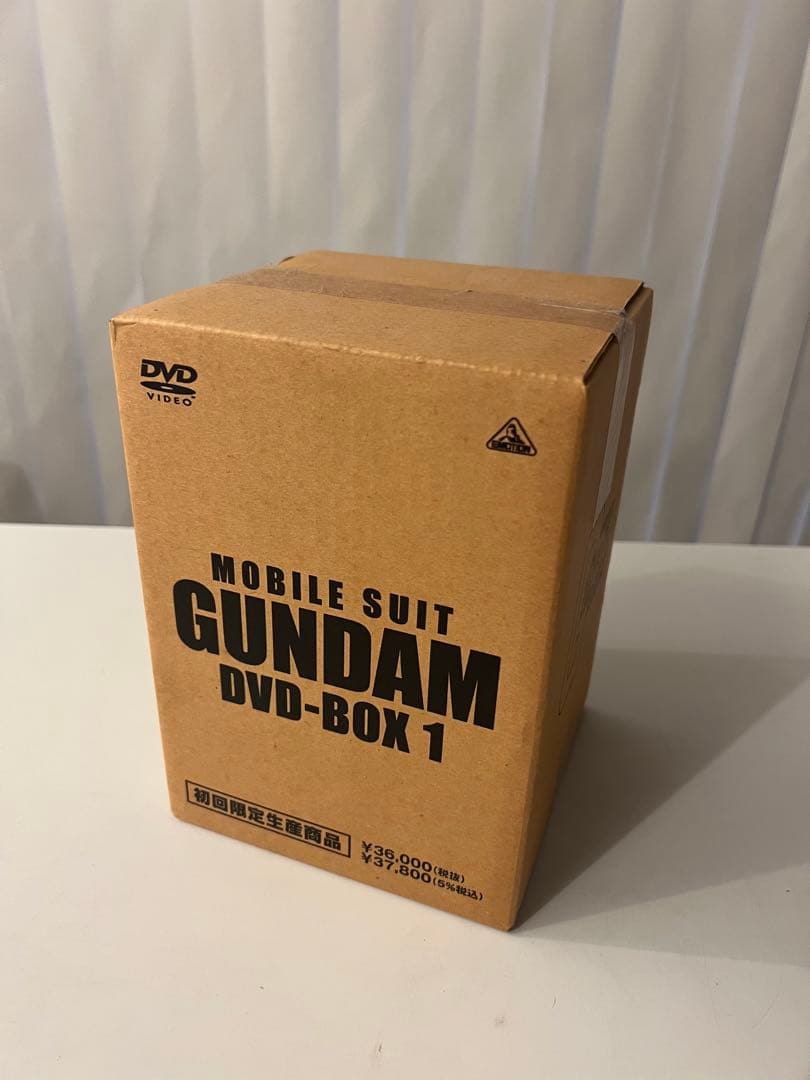 DVD
VIDEO
EMOTION
MOBILE SUIT
GUNDAM
DVD-BOX 1
初回限定生産商品
¥36,000(税抜)
¥37,800(5%税込)